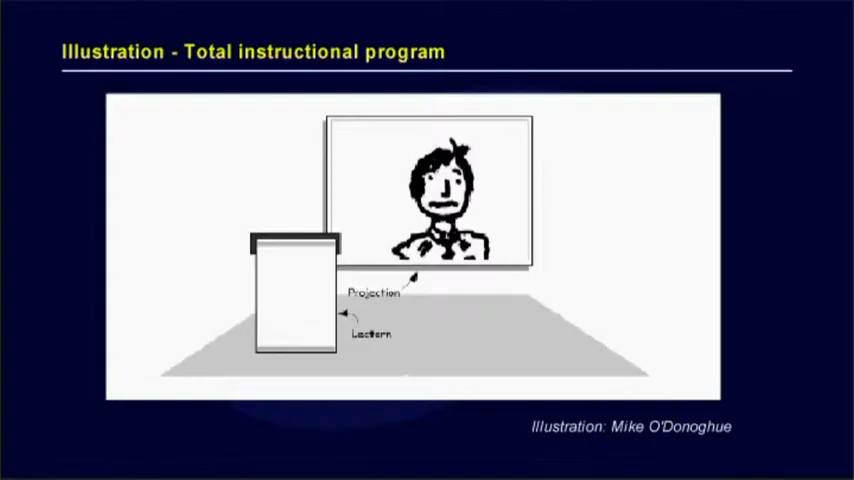 Illustration - Total instructional program
Projection
Lectern
Illustration: Mike O'Donoghue